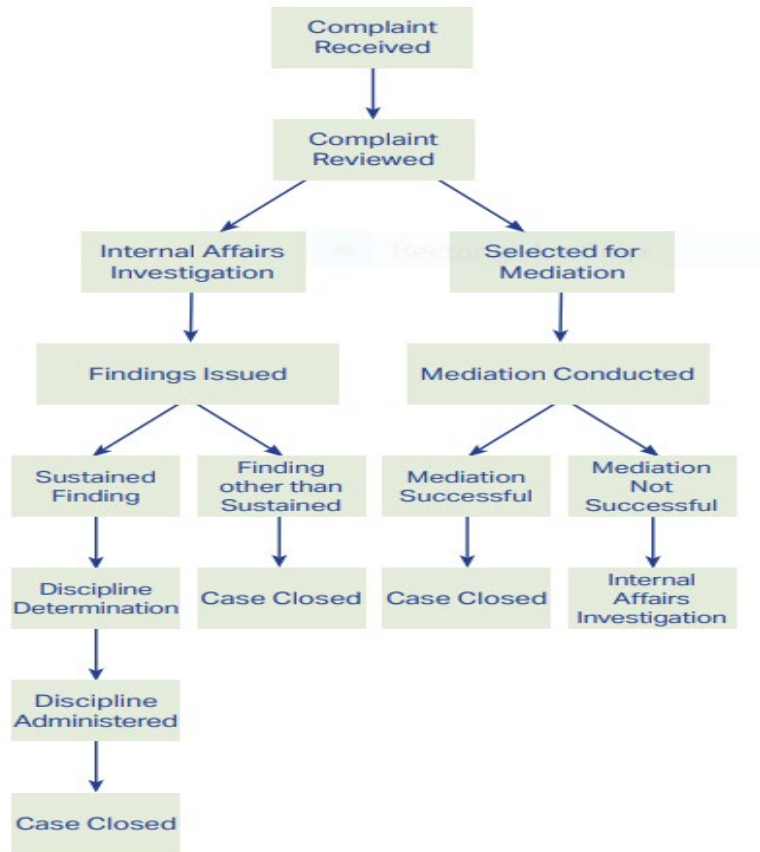 Complaint
Received
Complaint
Reviewed
Internal Affairs
Investigation
Selected for
Mediation
Findings Issued
Mediation Conducted
Sustained
Finding
Finding
other than
Sustained
Mediation
Successful
Mediation
Not
Successful
Discipline
Determination
Case Closed
Case Closed
Internal
Affairs
Investigation
Discipline
Administered
Case Closed